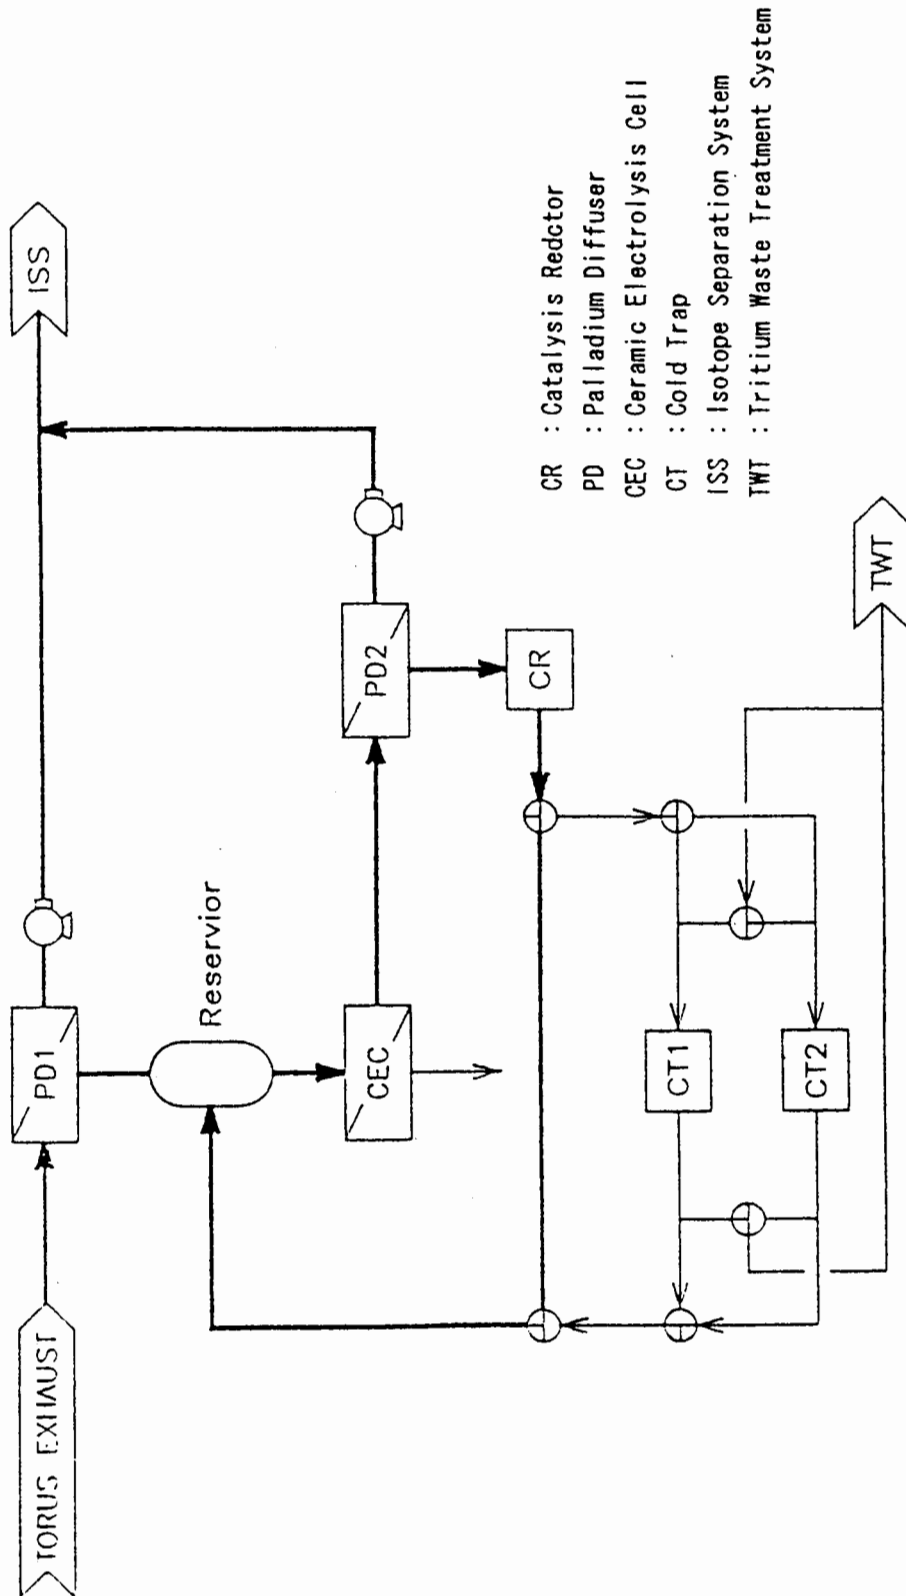 TORUS EXHAUST
PD1
ISS
Reservior
CEC
PD2
CR
CT1
CT2
TWT
CR : Catalysis Redctor
PD : Palladium Diffuser
CEC : Ceramic Electrolysis Cell
CT : Cold Trap
ISS : Isotope Separation System
TWT : Tritium Waste Treatment System